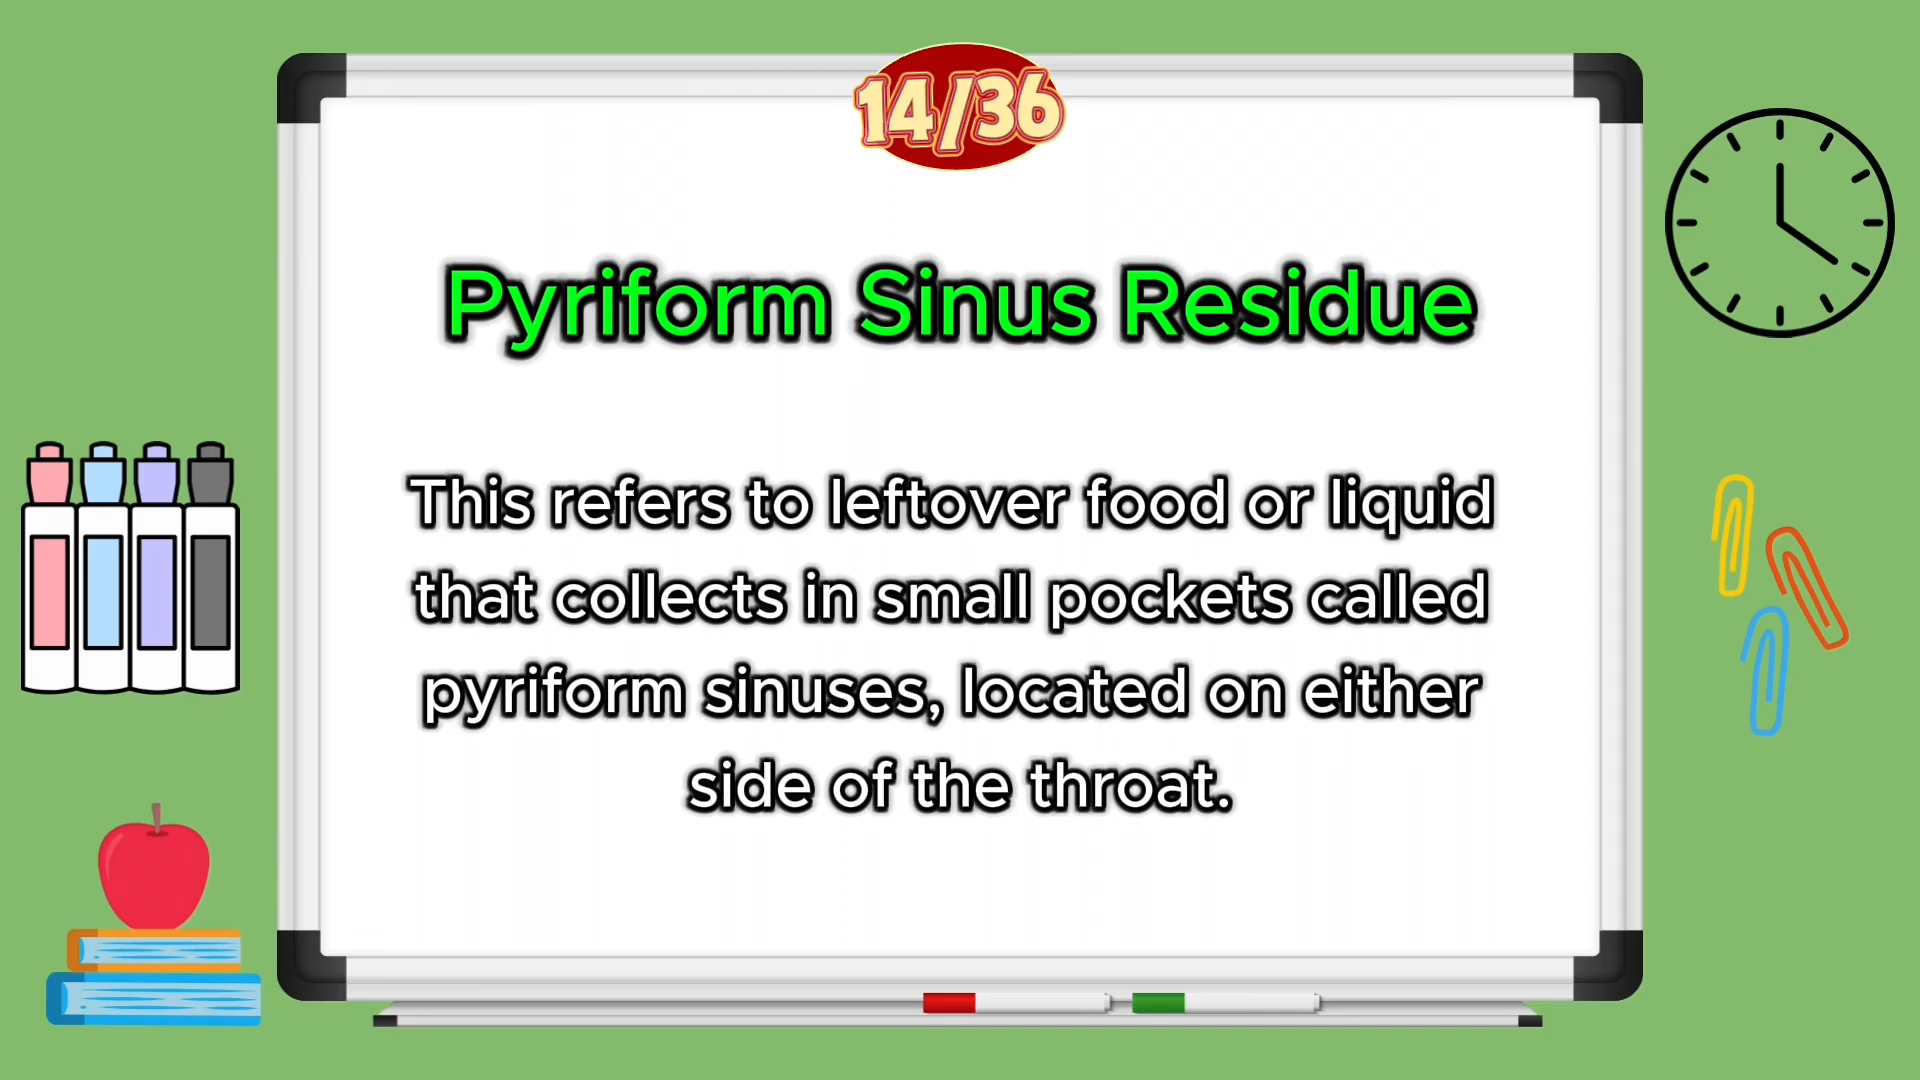 14/36
Pyriform Sinus Residue
This refers to leftover food or liquid
that collects in small pockets called
pyriform sinuses, located on either
side of the throat.